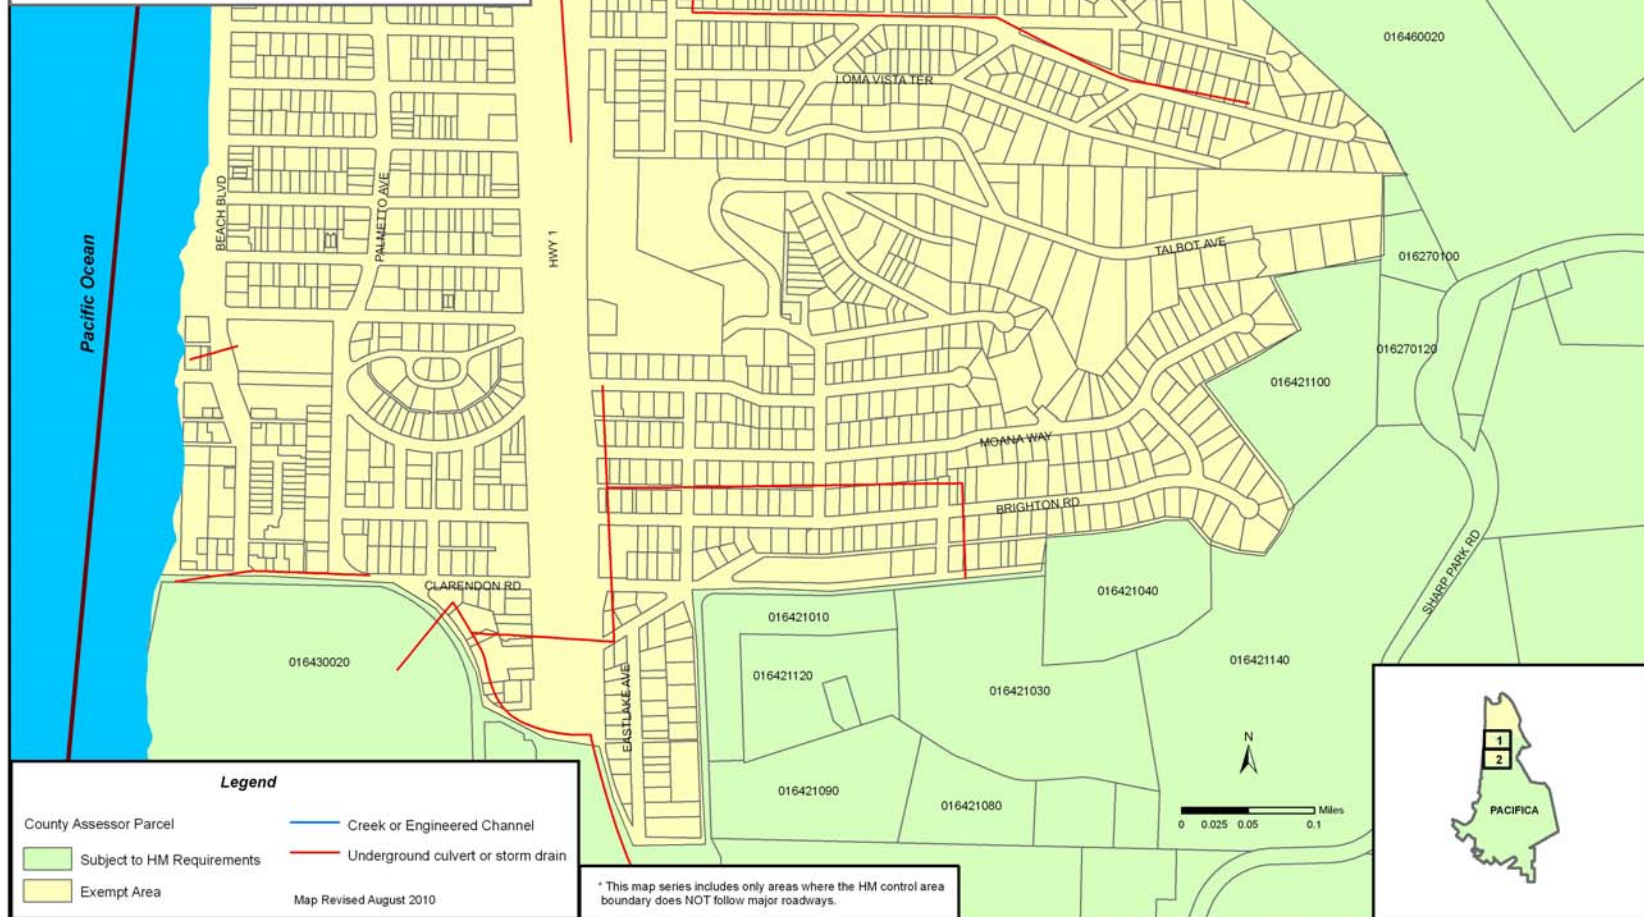 016460020
LOMA VISTA TER
BEACH BLVD
PALMETTO AVE
HWY 1
Pacific Ocean
TALBOT AVE
016270100
016270120
016421100
MOANA WAY
BRIGHTON RD
SHARP PARK RD
CLARENDON RD
016421040
016421010
016430020
016421120
016421030
016421140
EASTLAKE AVE
016421090
016421080
N
Miles
0 0.025 0.05 0.1
1
2
PACIFICA
Legend
County Assessor Parcel
Subject to HM Requirements
Exempt Area
Creek or Engineered Channel
Underground culvert or storm drain
Map Revised August 2010
* This map series includes only areas where the HM control area
boundary does NOT follow major roadways.